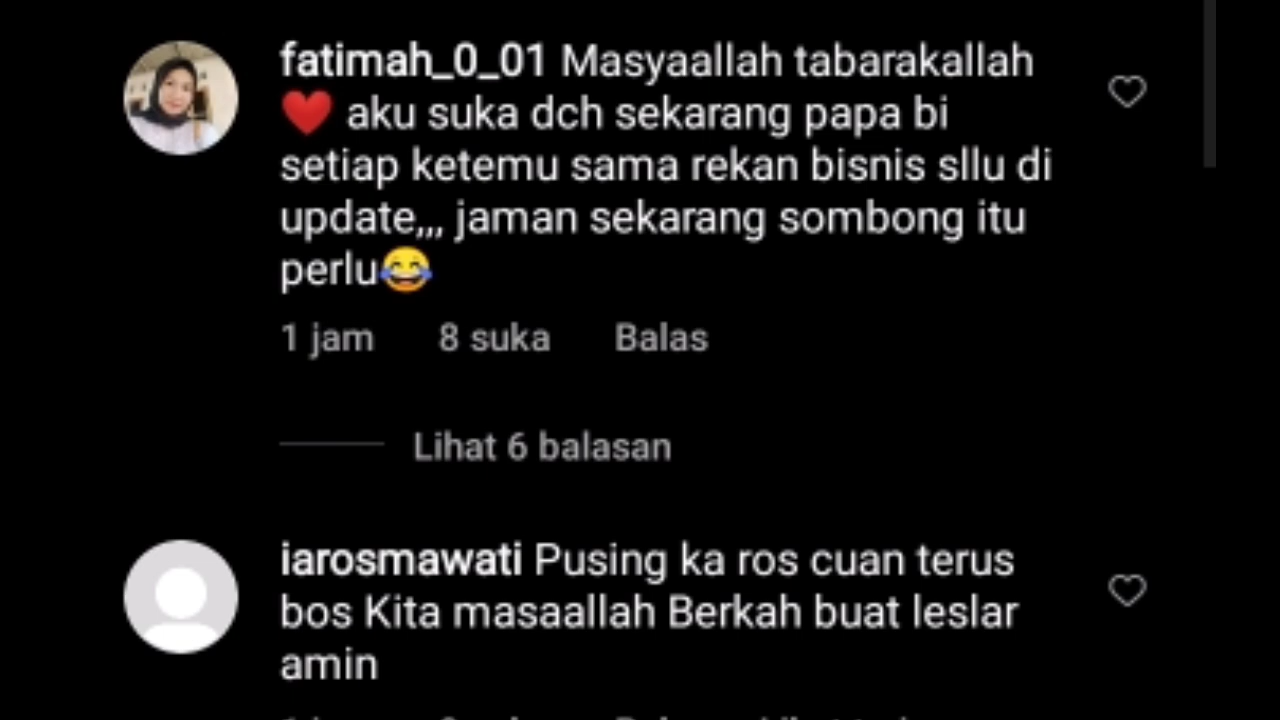 fatimah_0_01 Masyaallah tabarakallah
❤️ aku suka dch sekarang papa bi
setiap ketemu sama rekan bisnis sllu di
update,,, jaman sekarang sombong itu
perlu😂
1 jam 8 suka Balas
Lihat 6 balasan
iarosmawati Pusing ka ros cuan terus
bos Kita masaallah Berkah buat leslar
amin